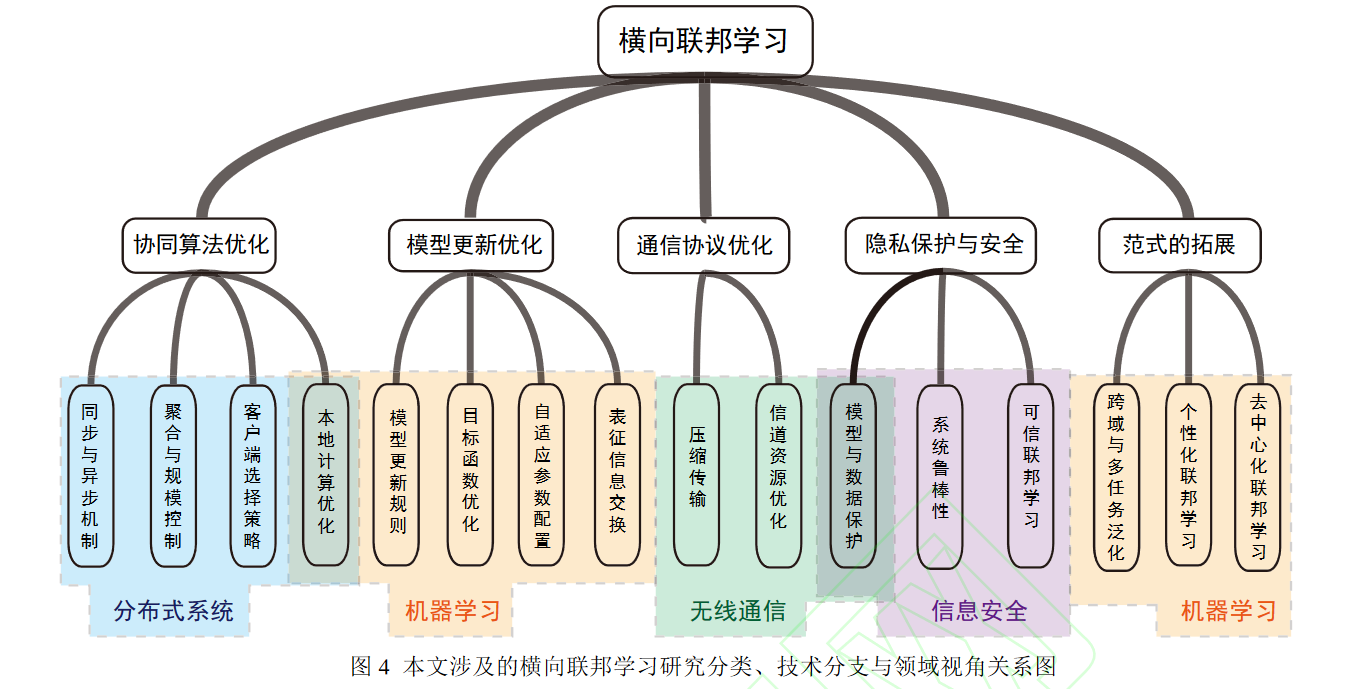 横向联邦学习
协同算法优化
模型更新优化
通信协议优化
隐私保护与安全
范式的拓展
同步与异步机制
聚合与规模控制
客户端选择策略
本地计算优化
模型更新规则
目标函数优化
自适应参数配置
表征信息交换
压缩传输
信道资源优化
模型与数据保护
系统鲁棒性
可信联邦学习
跨域与多任务泛化
个性化联邦学习
去中心化联邦学习
分布式系统
机器学习
无线通信
信息安全
机器学习
图 4 本文涉及的横向联邦学习研究分类、技术分支与领域视角关系图